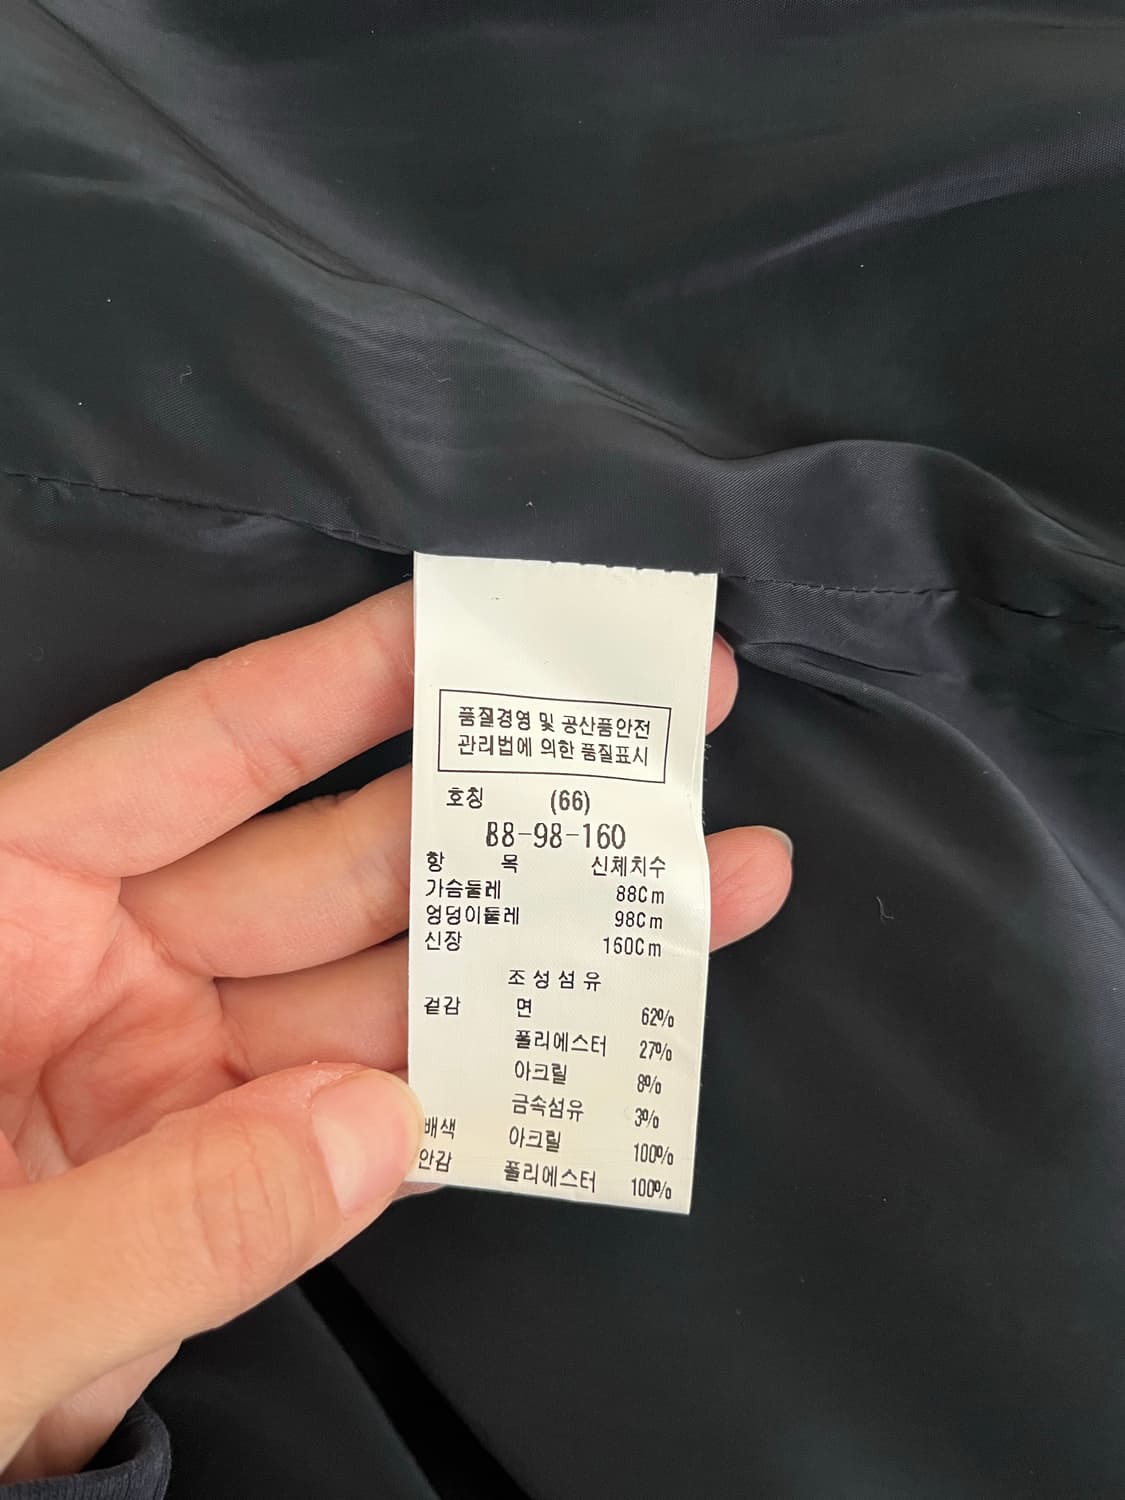 품질경영 및 공산품안전
관리법에 의한 품질표시
호칭 (66)
88-98-160
항 목 신체치수
가슴둘레 88Cm
엉덩이둘레 98Cm
신장 160Cm
조성섬유
겉감 면 62%
폴리에스터 27%
아크릴 8%
금속섬유 3%
배색 아크릴 100%
안감 폴리에스터 100%